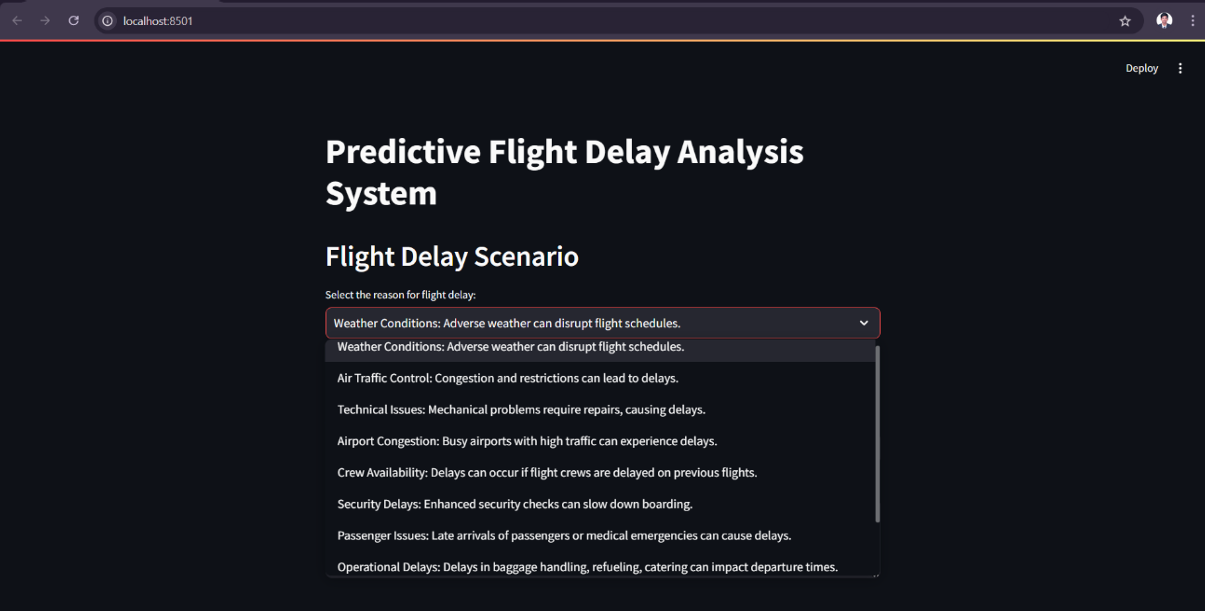 localhost:8501
Deploy
Predictive Flight Delay Analysis
System
Flight Delay Scenario
Select the reason for flight delay:
Weather Conditions: Adverse weather can disrupt flight schedules.
Weather Conditions: Adverse weather can disrupt flight schedules.
Air Traffic Control: Congestion and restrictions can lead to delays.
Technical Issues: Mechanical problems require repairs, causing delays.
Airport Congestion: Busy airports with high traffic can experience delays.
Crew Availability: Delays can occur if flight crews are delayed on previous flights.
Security Delays: Enhanced security checks can slow down boarding.
Passenger Issues: Late arrivals of passengers or medical emergencies can cause delays.
Operational Delays: Delays in baggage handling, refueling, catering can impact departure times.